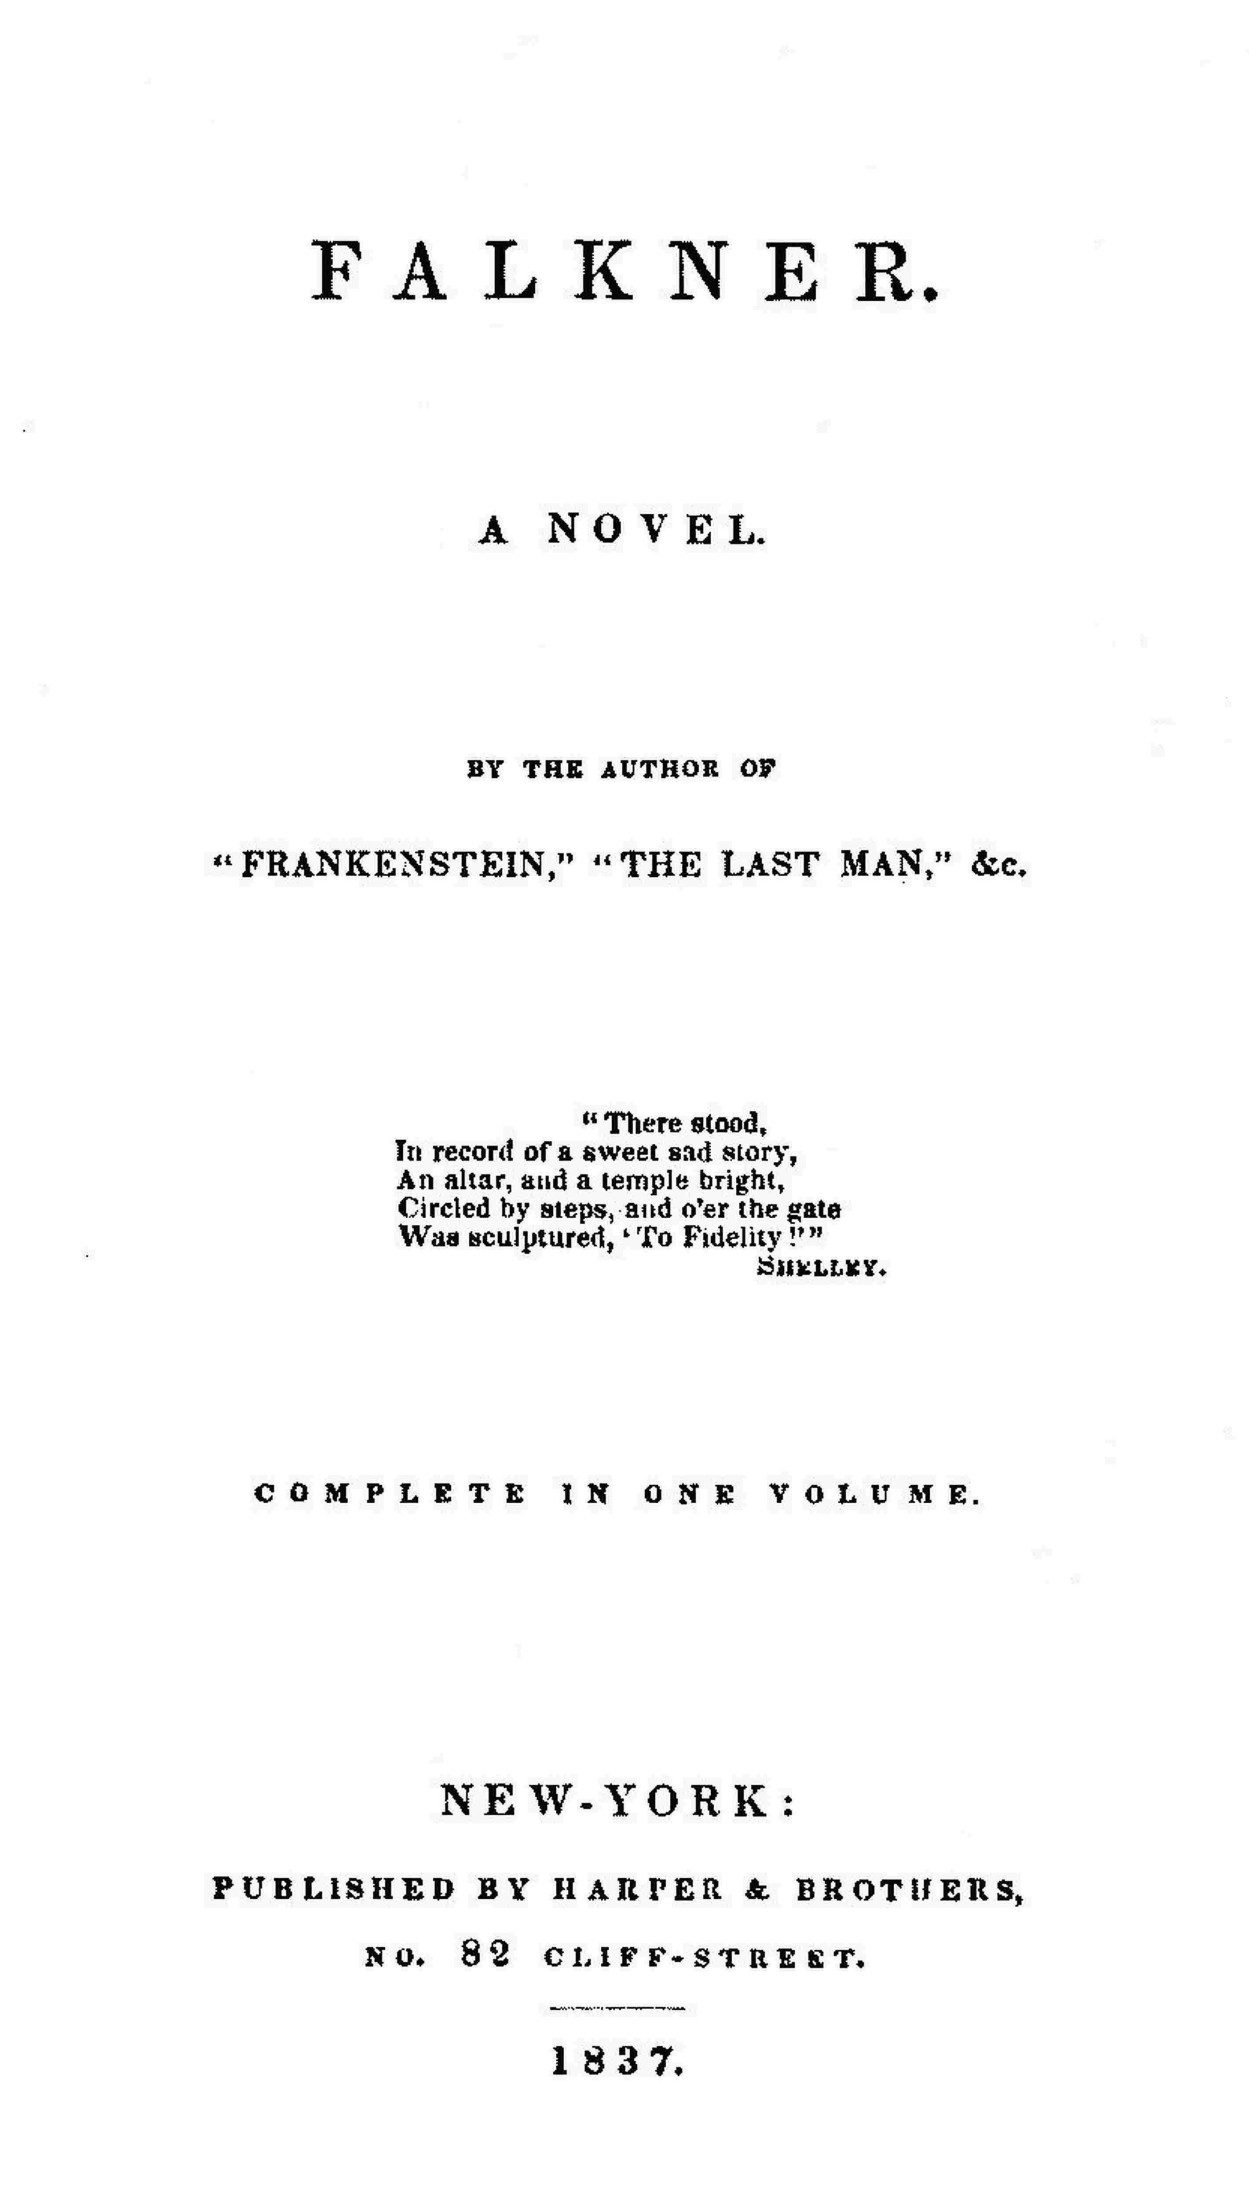 FALKNER.
A NOVEL.
BY THE AUTHOR OF
"FRANKENSTEIN," "THE LAST MAN," &c.
"There stood,
In record of a sweet sad story,
An altar, and a temple bright,
Circled by steps, and o'er the gate
Was sculptured, 'To Fidelity!'"
SHELLEY.
COMPLETE IN ONE VOLUME.
NEW-YORK:
PUBLISHED BY HARPER & BROTHERS,
NO. 82 CLIFF-STREET.
1837.